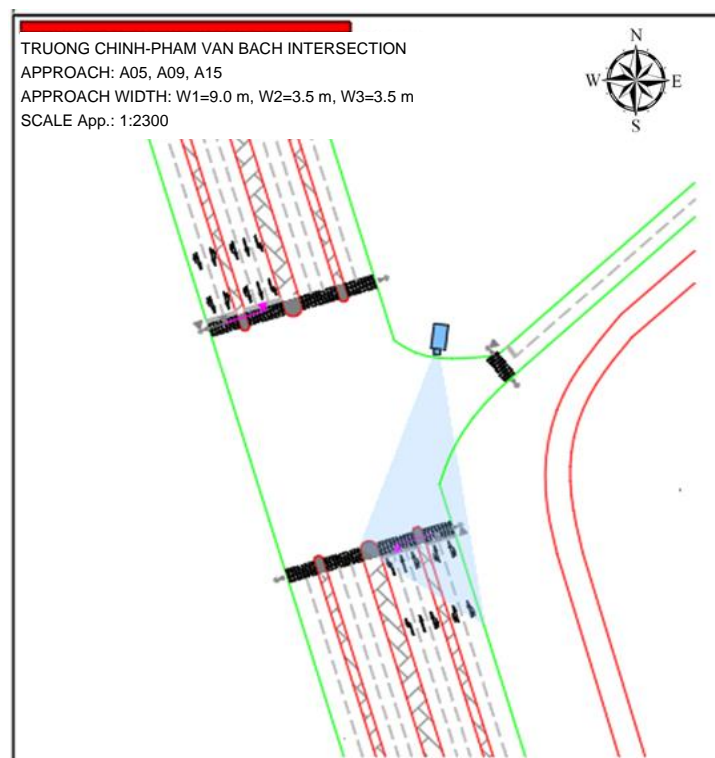 TRUONG CHINH-PHAM VAN BACH INTERSECTION
APPROACH: A05, A09, A15
APPROACH WIDTH: W1=9.0 m, W2=3.5 m, W3=3.5 m
SCALE App.: 1:2300
N
W E
S